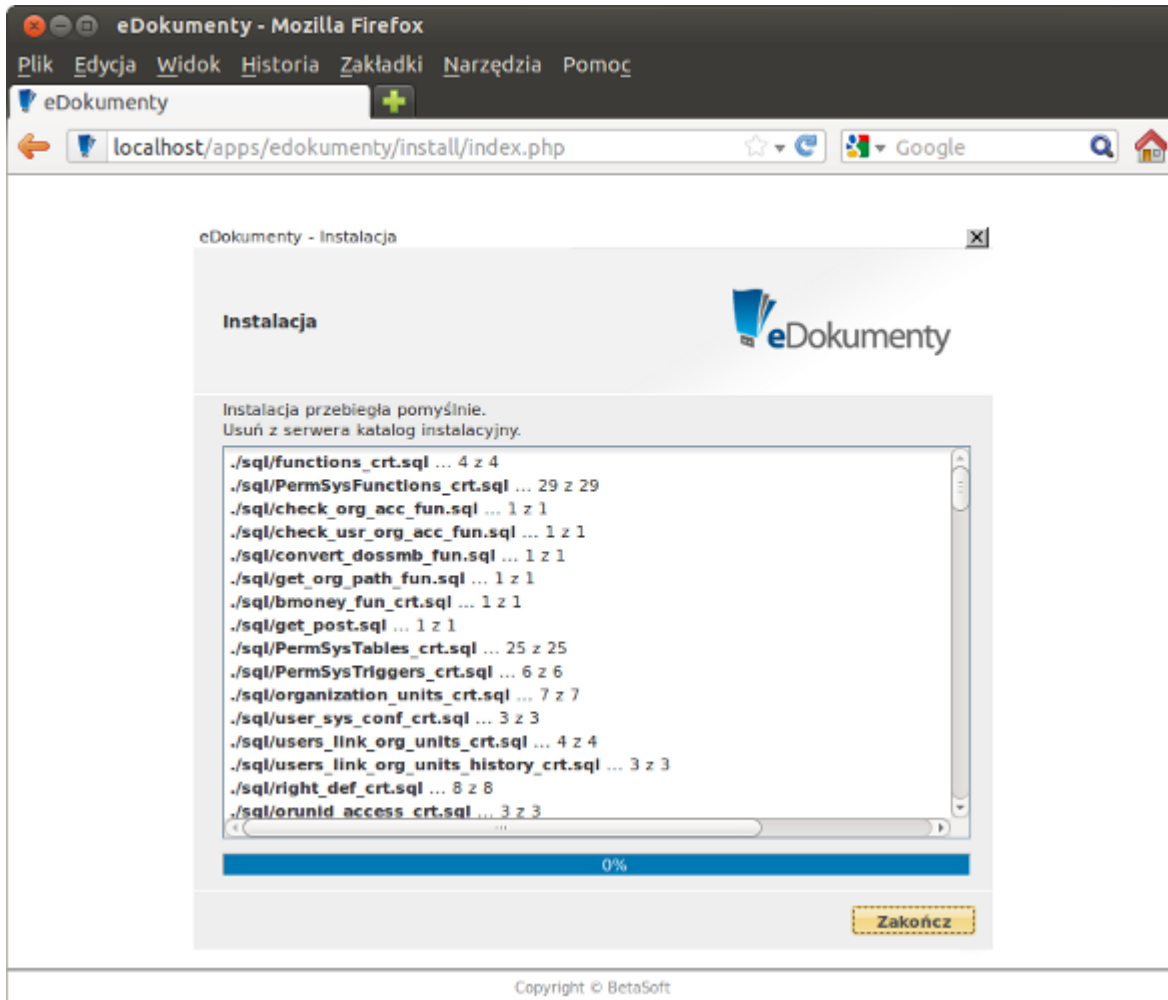 eDokumenty - Mozilla Firefox
Plik Edycja Widok Historia Zakładki Narzędzia Pomoc
eDokumenty
localhost/apps/edokumenty/install/index.php Google
eDokumenty - Instalacja
Instalacja
eDokumenty
Instalacja przebiegła pomyślnie.
Usuń z serwera katalog instalacyjny.
./sql/functions_crt.sql ... 4 z 4
./sql/PermSysFunctions_crt.sql ... 29 z 29
./sql/check_org_acc_fun.sql ... 1 z 1
./sql/check_usr_org_acc_fun.sql ... 1 z 1
./sql/convert_dossmb_fun.sql ... 1 z 1
./sql/get_org_path_fun.sql ... 1 z 1
./sql/bmoney_fun_crt.sql ... 1 z 1
./sql/get_post.sql ... 1 z 1
./sql/PermSysTables_crt.sql ... 25 z 25
./sql/PermSysTriggers_crt.sql ... 6 z 6
./sql/organization_units_crt.sql ... 7 z 7
./sql/user_sys_conf_crt.sql ... 3 z 3
./sql/users_link_org_units_crt.sql ... 4 z 4
./sql/users_link_org_units_history_crt.sql ... 3 z 3
./sql/right_def_crt.sql ... 8 z 8
./sql/orunid_access_crt.sql ... 3 z 3
0%
Zakończ
Copyright © BetaSoft